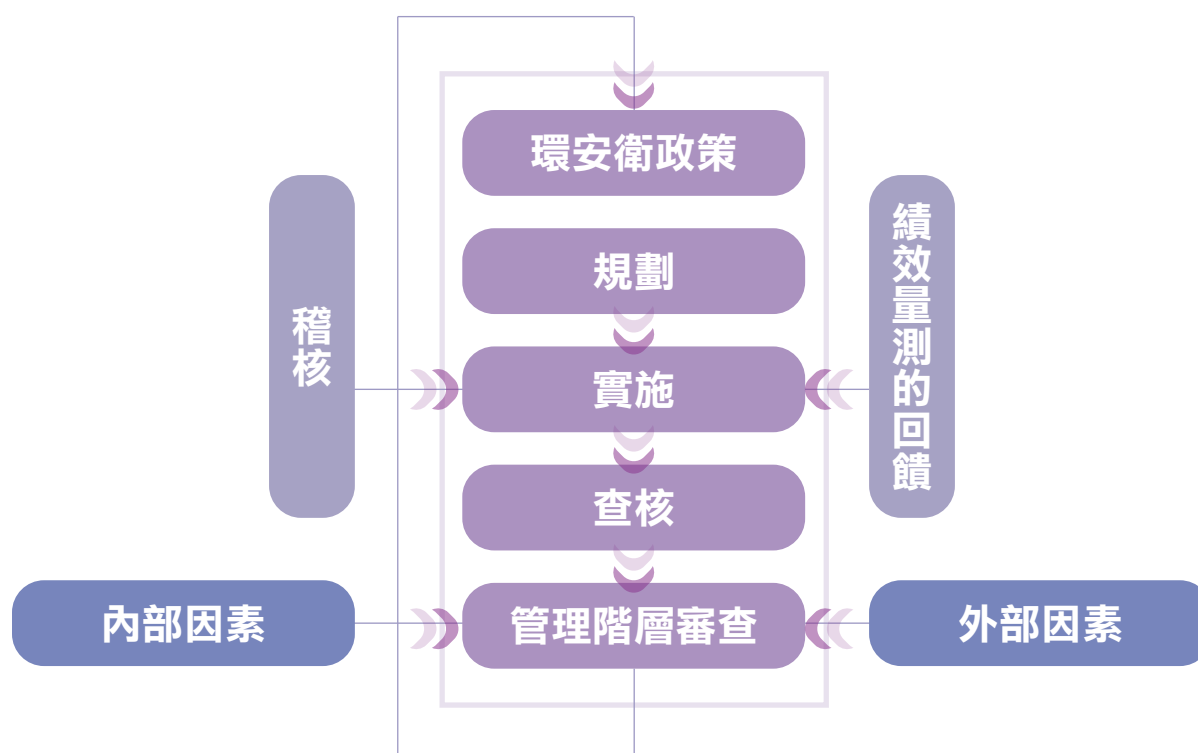 環安衛政策
規劃
稽核
績效量測的回饋
實施
查核
內部因素
管理階層審查
外部因素